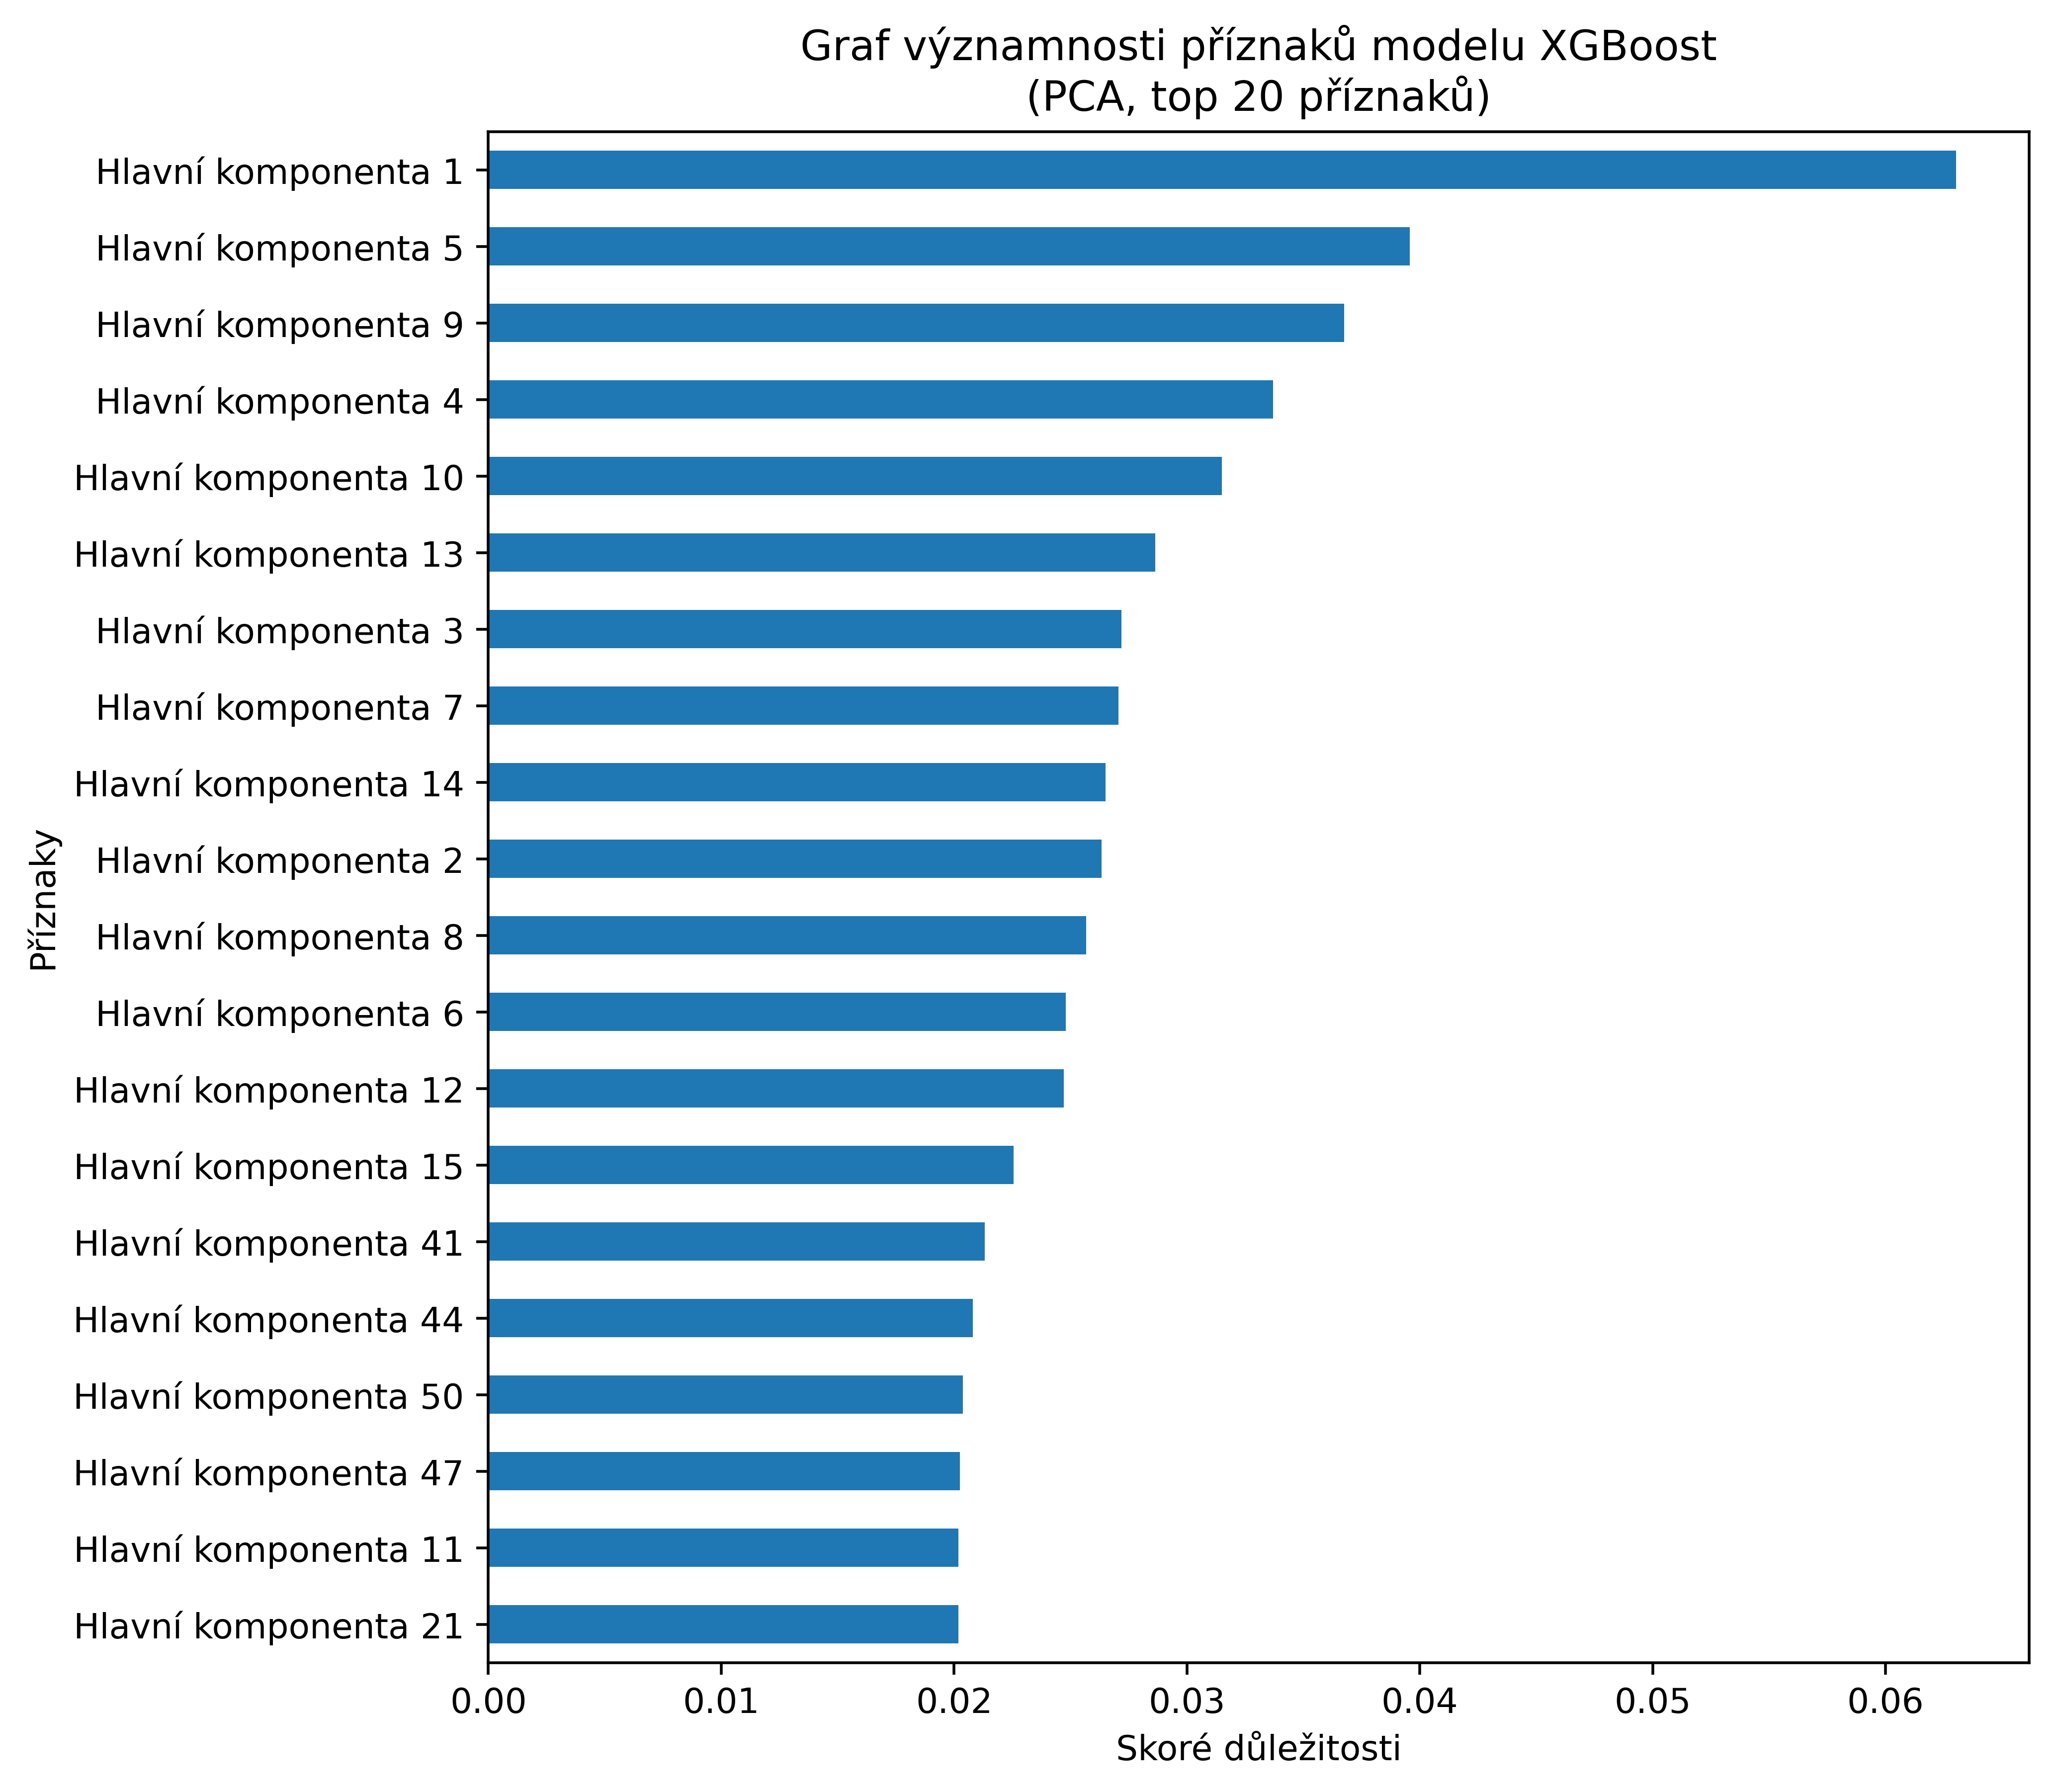 Graf významnosti příznaků modelu XGBoost
(PCA, top 20 příznaků)
Hlavní komponenta 1
Hlavní komponenta 5
Hlavní komponenta 9
Hlavní komponenta 4
Hlavní komponenta 10
Hlavní komponenta 13
Hlavní komponenta 3
Hlavní komponenta 7
Hlavní komponenta 14
Hlavní komponenta 2
Hlavní komponenta 8
Hlavní komponenta 6
Hlavní komponenta 12
Hlavní komponenta 15
Hlavní komponenta 41
Hlavní komponenta 44
Hlavní komponenta 50
Hlavní komponenta 47
Hlavní komponenta 11
Hlavní komponenta 21
Příznaky
0.00 0.01 0.02 0.03 0.04 0.05 0.06
Skoré důležitosti